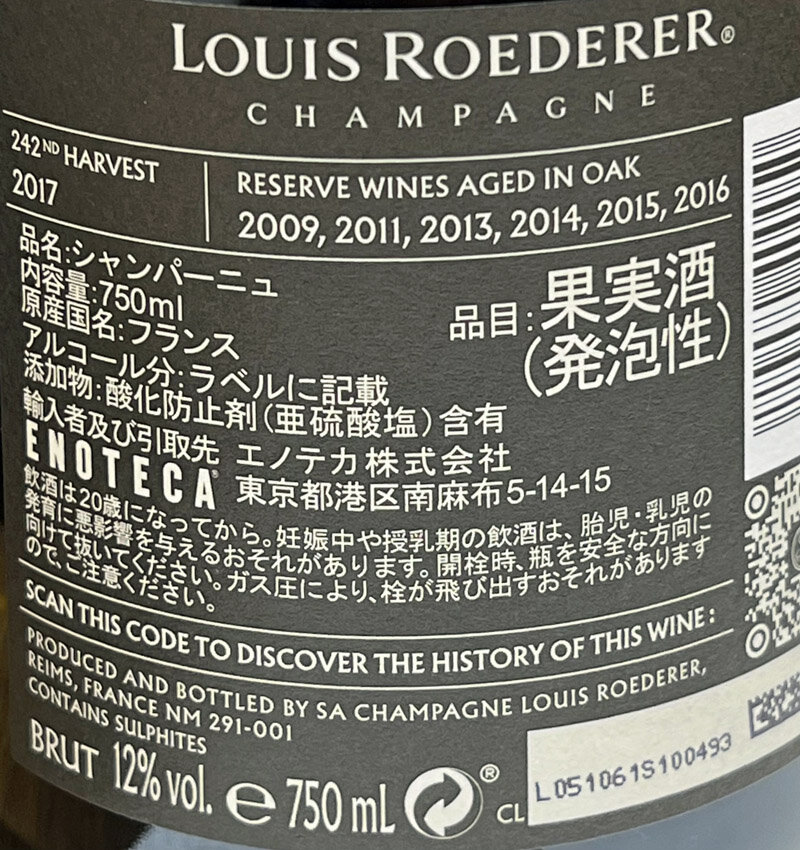 LOUIS ROEDERER®
CHAMPAGNE
242ND HARVEST
2017
RESERVE WINES AGED IN OAK
2009, 2011, 2013, 2014, 2015, 2016
品名:シャンパーニュ
内容量:750ml
原産国名:フランス
アルコール分:ラベルに記載
添加物:酸化防止剤(亜硫酸塩)含有
品目:果実酒
(発泡性)
輸入者及び引取先 エノテカ株式会社
ENOTECA® 東京都港区南麻布5-14-15
飲酒は20歳になってから。妊娠中や授乳期の飲酒は、胎児・乳児の
発育に悪影響を与えるおそれがあります。開栓時、瓶を安全な方向に
向けて抜いてください。ガス圧により、栓が飛び出すおそれがあります
ので、ご注意ください。
SCAN THIS CODE TO DISCOVER THE HISTORY OF THIS WINE:
PRODUCED AND BOTTLED BY SA CHAMPAGNE LOUIS ROEDERER,
REIMS, FRANCE NM 291-001
CONTAINS SULPHITES
BRUT 12% vol. e 750 mL ® CL
L051061S100493